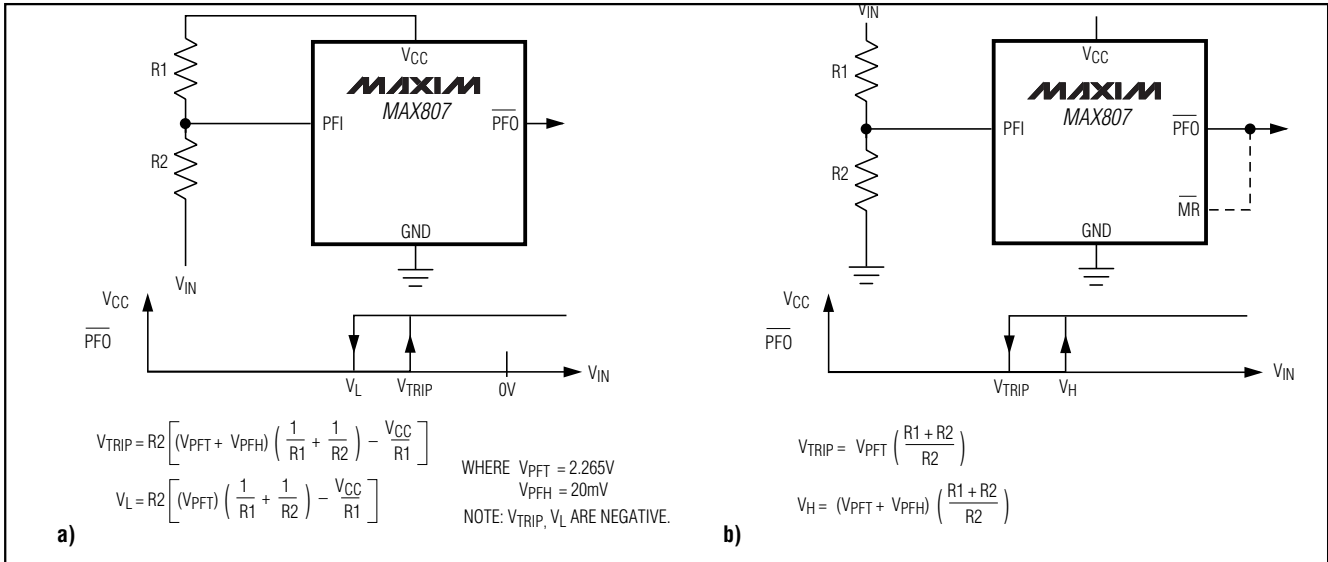 VCC
R1
MAXIM
MAX807
PFI
PFO
R2
GND
VIN
VCC
PFO
VL
VTRIP
0V
VIN
VTRIP = R2 [(VPFT + VPFH) (1/R1 + 1/R2) − VCC/R1]
VL = R2 [(VPFT) (1/R1 + 1/R2) − VCC/R1]
WHERE VPFT = 2.265V
VPFH = 20mV
NOTE: VTRIP, VL ARE NEGATIVE.
a)
VIN
VCC
R1
MAXIM
MAX807
PFI
PFO
R2
MR
GND
VCC
PFO
VTRIP
VH
VIN
VTRIP = VPFT (R1 + R2/R2)
VH = (VPFT + VPFH) (R1 + R2/R2)
b)